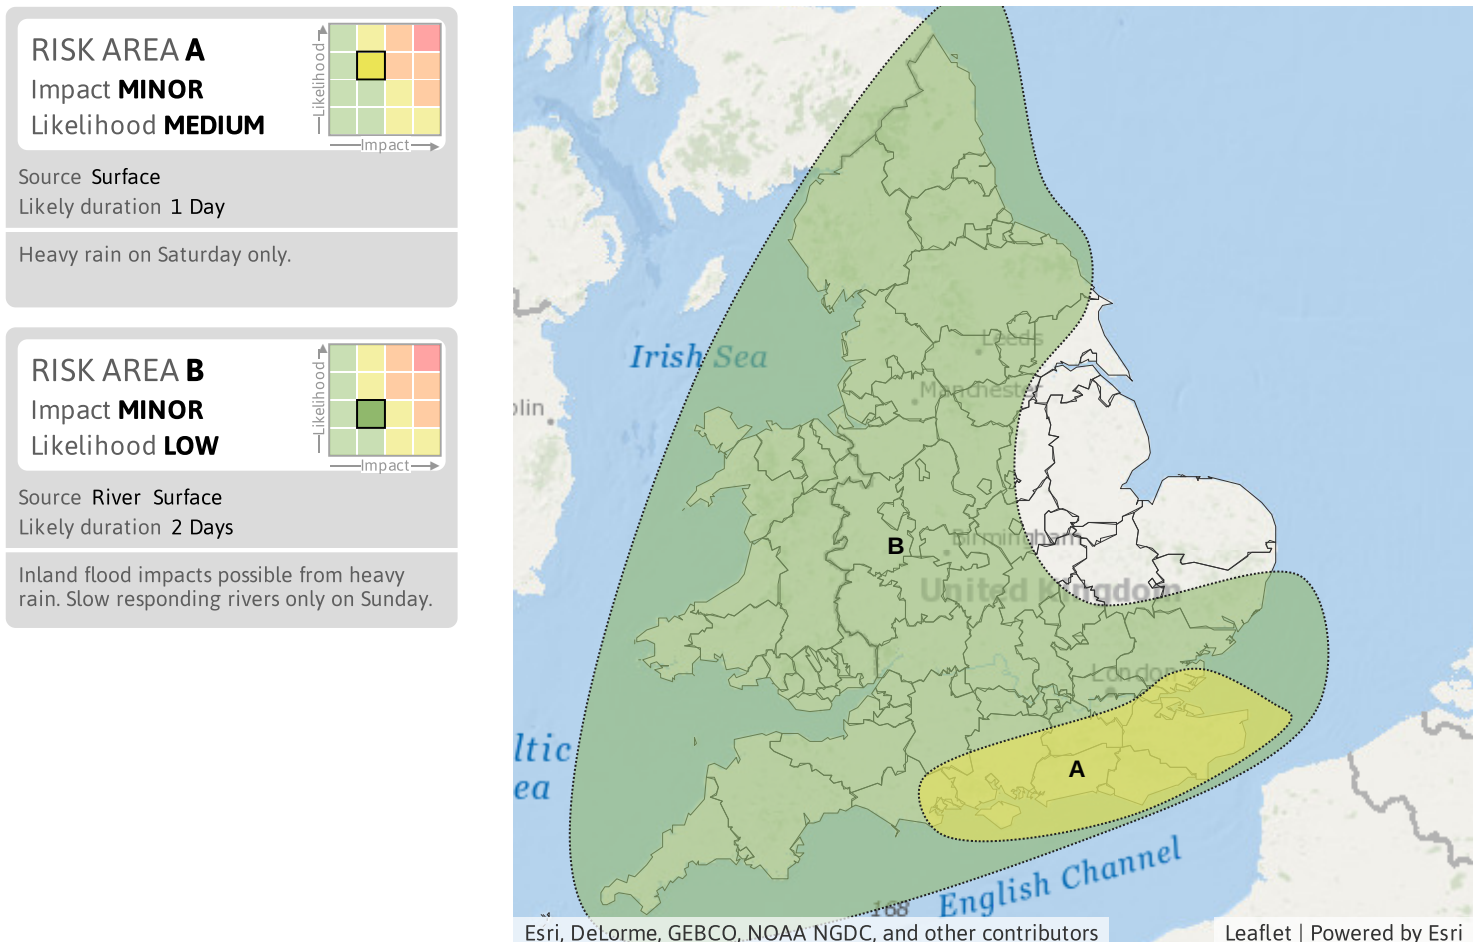 RISK AREA A
Impact MINOR
Likelihood MEDIUM
Likelihood
Impact
Source Surface
Likely duration 1 Day
Heavy rain on Saturday only.
RISK AREA B
Impact MINOR
Likelihood LOW
Likelihood
Impact
Source River Surface
Likely duration 2 Days
Inland flood impacts possible from heavy
rain. Slow responding rivers only on Sunday.
Leeds
Irish Sea
Manchester
olin
B
Birmingham
United Kingdom
London
ltic
ea
A
English Channel
168
Esri, DeLorme, GEBCO, NOAA NGDC, and other contributors
Leaflet | Powered by Esri